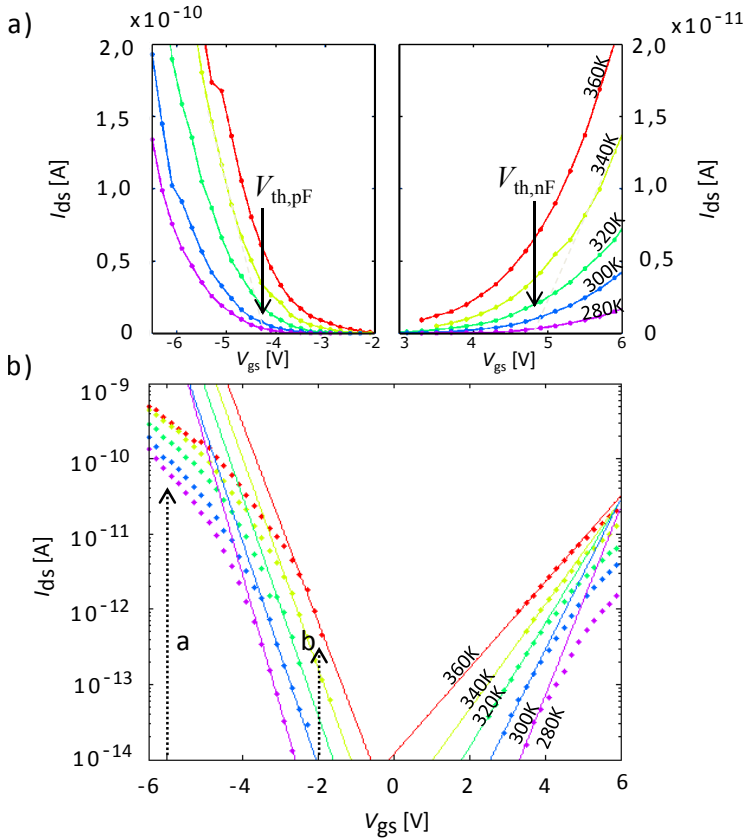 a)
x10⁻¹⁰
x10⁻¹¹
2,0
1,5
1,0
0,5
0
Ids [A]
Vth,pF
-6 -5 -4 -3 -2
Vgs [V]
Vth,nF
360K
340K
320K
300K
280K
3 4 5 6
Vgs [V]
2,0
1,5
1,0
0,5
0
Ids [A]
b)
10⁻⁹
10⁻¹⁰
10⁻¹¹
10⁻¹²
10⁻¹³
10⁻¹⁴
Ids [A]
a
b
360K
340K
320K
300K
280K
-6 -4 -2 0 2 4 6
Vgs [V]